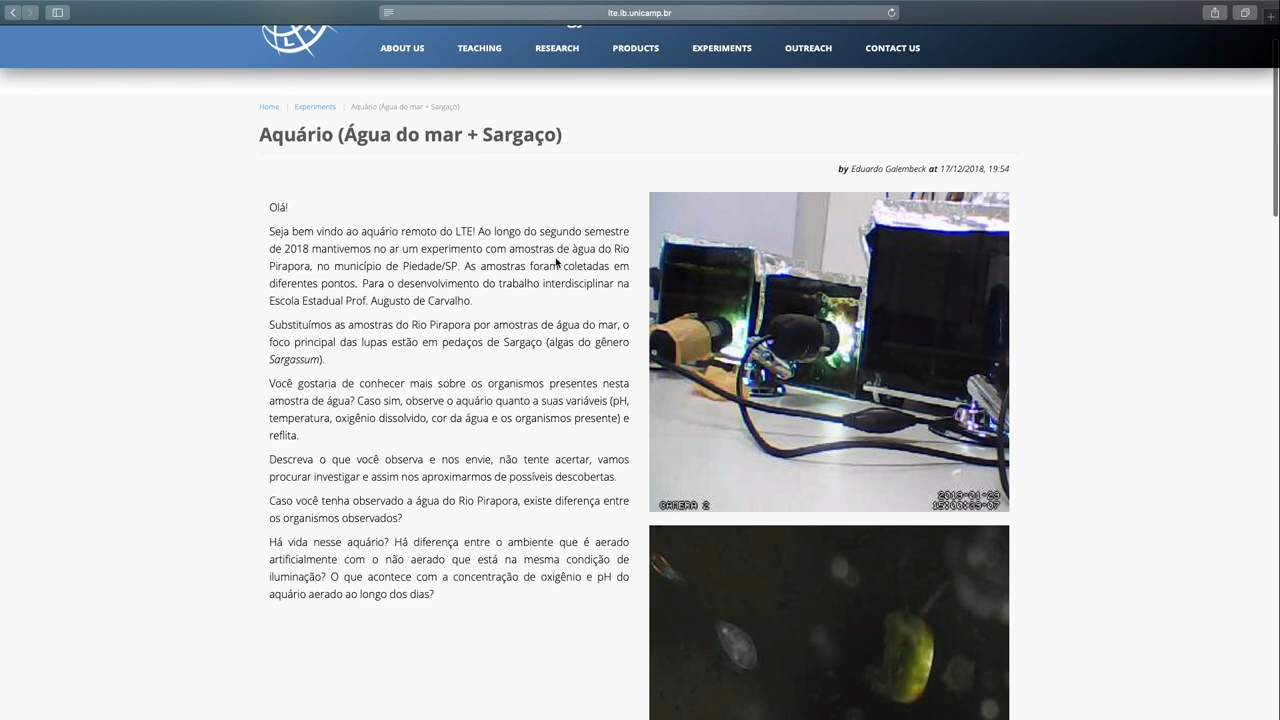 lte.ib.unicamp.br
ABOUT US TEACHING RESEARCH PRODUCTS EXPERIMENTS OUTREACH CONTACT US
Home | Experiments | Aquário (Água do mar + Sargaço)
Aquário (Água do mar + Sargaço)
by Eduardo Galembeck at 17/12/2018, 19:54
Olá!
Seja bem vindo ao aquário remoto do LTE! Ao longo do segundo semestre
de 2018 mantivemos no ar um experimento com amostras de àgua do Rio
Pirapora, no município de Piedade/SP. As amostras foram coletadas em
diferentes pontos. Para o desenvolvimento do trabalho interdisciplinar na
Escola Estadual Prof. Augusto de Carvalho.
Substituímos as amostras do Rio Pirapora por amostras de água do mar, o
foco principal das lupas estão em pedaços de Sargaço (algas do gênero
Sargassum).
Você gostaria de conhecer mais sobre os organismos presentes nesta
amostra de água? Caso sim, observe o aquário quanto a suas variáveis (pH,
temperatura, oxigênio dissolvido, cor da água e os organismos presente) e
reflita.
Descreva o que você observa e nos envie, não tente acertar, vamos
procurar investigar e assim nos aproximarmos de possíveis descobertas.
Caso você tenha observado a água do Rio Pirapora, existe diferença entre
os organismos observados?
Há vida nesse aquário? Há diferença entre o ambiente que é aerado
artificialmente com o não aerado que está na mesma condição de
iluminação? O que acontece com a concentração de oxigênio e pH do
aquário aerado ao longo dos dias?
CAMERA 2